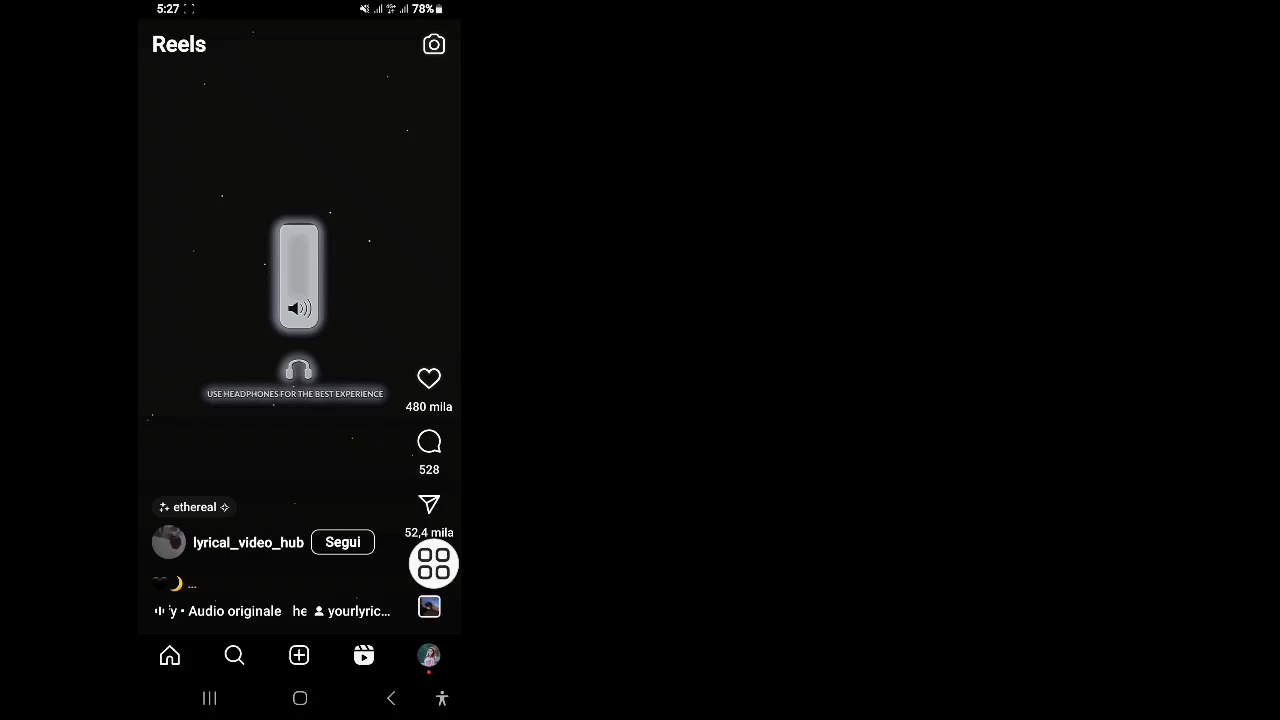 5:27
78%
Reels
USE HEADPHONES FOR THE BEST EXPERIENCE
480 mila
528
ethereal
52,4 mila
lyrical_video_hub
Segui
...
y • Audio originale he yourlyric...